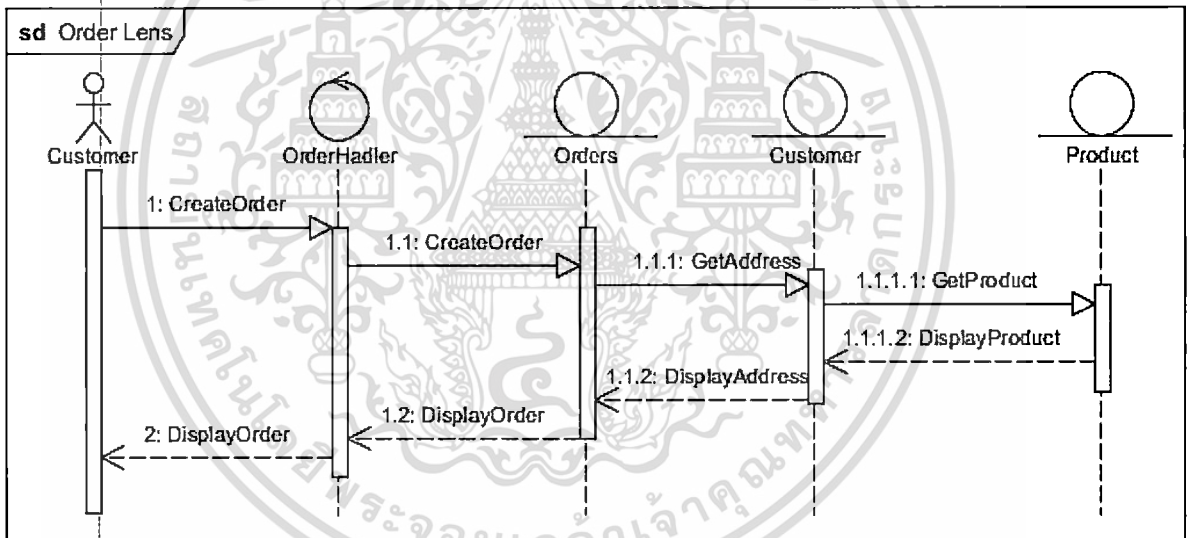 sd Order Lens
Customer
OrderHadler
Orders
Customer
Product
1: CreateOrder
1.1: CreateOrder
1.1.1: GetAddress
1.1.1.1: GetProduct
1.1.1.2: DisplayProduct
1.1.2: DisplayAddress
1.2: DisplayOrder
2: DisplayOrder